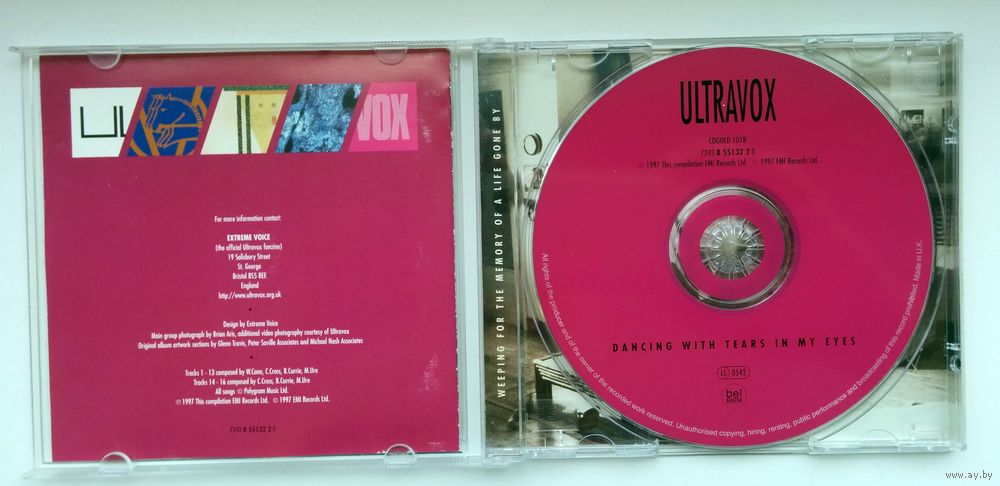 UL
VOX
For more information contact:
EXTREME VOICE
(the official Ultravox fanzine)
19 Salisbury Street
St. George
Bristol BS5 8EE
England
http://www.ultravox.org.uk
Design by Extreme Voice
Main group photograph by Brian Aris, additional video photography courtesy of Ultravox
Original album artwork sections by Glenn Travis, Peter Saville Associates and Michael Nash Associates
Tracks 1 - 13 composed by W.Cann, C.Cross, B.Currie, M.Ure
Tracks 14 - 16 composed by C.Cross, B.Currie, M.Ure
All songs © Polygram Music Ltd.
℗ 1997 This compilation EMI Records Ltd. © 1997 EMI Records Ltd.
7243 8 55132 2 0
WEEPING FOR THE MEMORY OF A LIFE GONE BY
ULTRAVOX
CDGOLD 1078
7243 8 55132 2 0
℗ 1997 This compilation EMI Records Ltd. © 1997 EMI Records Ltd.
DANCING WITH TEARS IN MY EYES
LC 0542
bel
BIEM
All rights of the producer and of the owner of the recorded work reserved. Unauthorised copying, hiring, renting, public performance and broadcasting of this record prohibited. Made in U.K.
www.ay.by